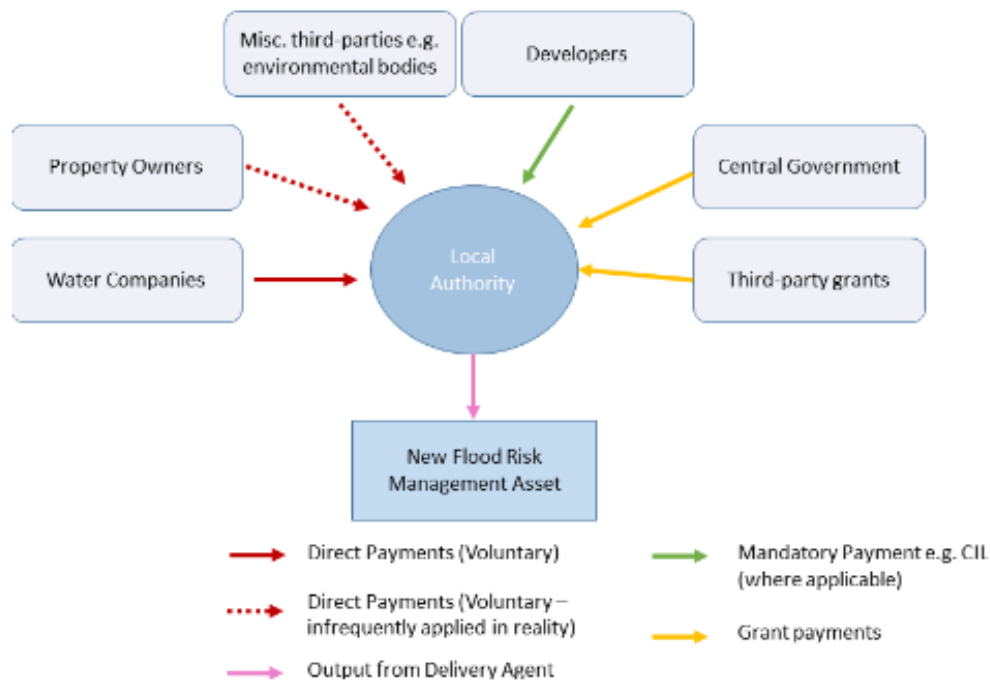 Misc. third-parties e.g.
environmental bodies
Developers
Property Owners
Central Government
Water Companies
Local
Authority
Third-party grants
New Flood Risk
Management Asset
Direct Payments (Voluntary)
Direct Payments (Voluntary –
infrequently applied in reality)
Output from Delivery Agent
Mandatory Payment e.g. CIL
(where applicable)
Grant payments